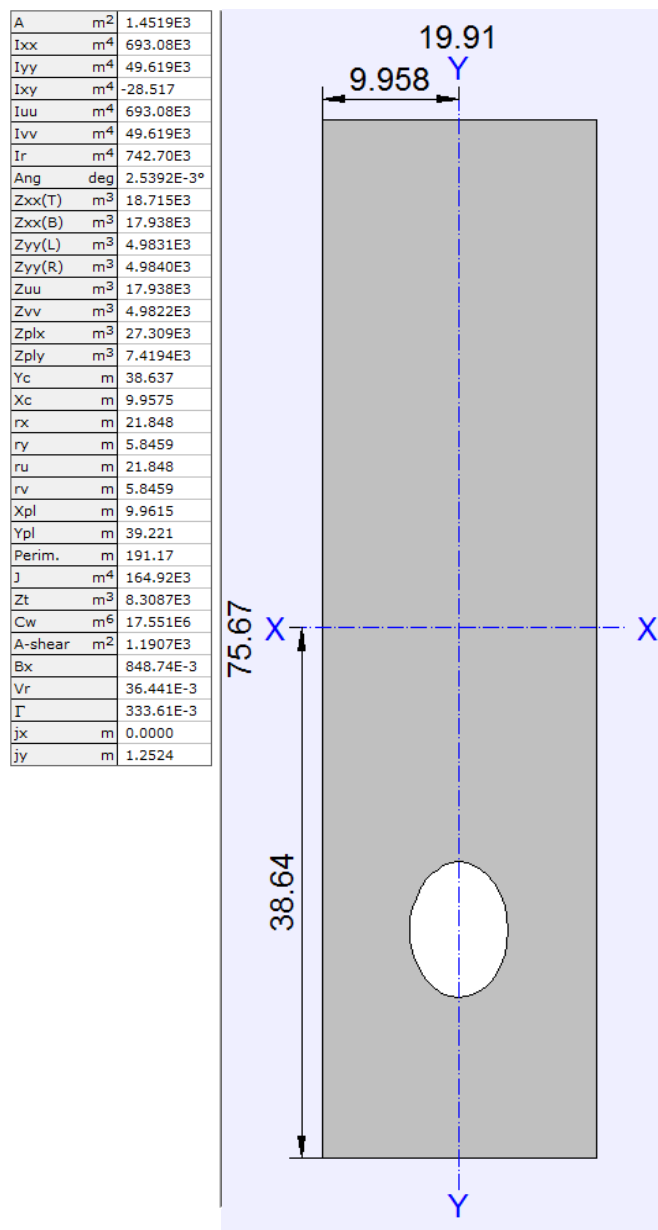 A m2 1.4519E3
Ixx m4 693.08E3
Iyy m4 49.619E3
Ixy m4 -28.517
Iuu m4 693.08E3
Ivv m4 49.619E3
Ir m4 742.70E3
Ang deg 2.5392E-3°
Zxx(T) m3 18.715E3
Zxx(B) m3 17.938E3
Zyy(L) m3 4.9831E3
Zyy(R) m3 4.9840E3
Zuu m3 17.938E3
Zvv m3 4.9822E3
Zplx m3 27.309E3
Zply m3 7.4194E3
Yc m 38.637
Xc m 9.9575
rx m 21.848
ry m 5.8459
ru m 21.848
rv m 5.8459
Xpl m 9.9615
Ypl m 39.221
Perim. m 191.17
J m4 164.92E3
Zt m3 8.3087E3
Cw m6 17.551E6
A-shear m2 1.1907E3
Bx 848.74E-3
Vr 36.441E-3
Γ 333.61E-3
jx m 0.0000
jy m 1.2524
19.91
Y
9.958
75.67
X X
38.64
Y